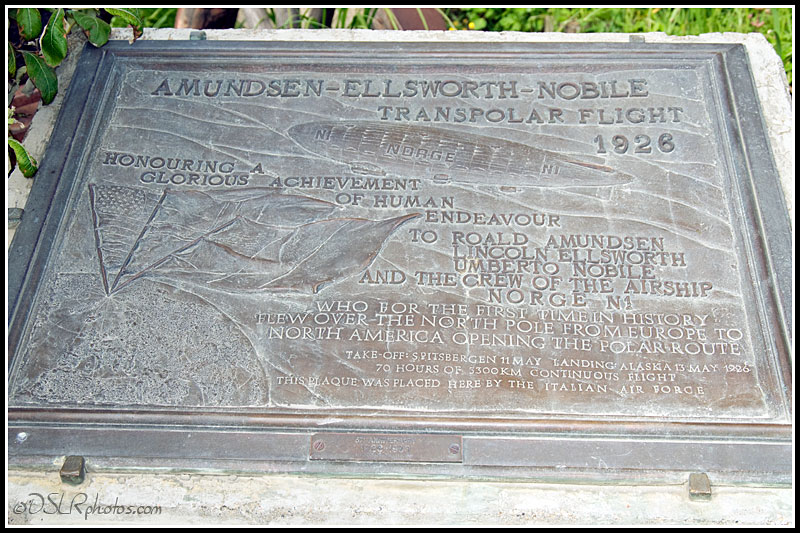 AMUNDSEN-ELLSWORTH-NOBILE
TRANSPOLAR FLIGHT
1926
N1
NORGE
N1
HONOURING A
GLORIOUS ACHIEVEMENT
OF HUMAN
ENDEAVOUR
TO ROALD AMUNDSEN
LINCOLN ELLSWORTH
UMBERTO NOBILE
AND THE CREW OF THE AIRSHIP
NORGE N1
WHO FOR THE FIRST TIME IN HISTORY
FLEW OVER THE NORTH POLE FROM EUROPE TO
NORTH AMERICA OPENING THE POLAR ROUTE
TAKE-OFF: SPITSBERGEN 11 MAY LANDING: ALASKA 13 MAY 1926
70 HOURS OF 5300 KM CONTINUOUS FLIGHT
THIS PLAQUE WAS PLACED HERE BY THE ITALIAN AIR FORCE
©DSLRphotos.com